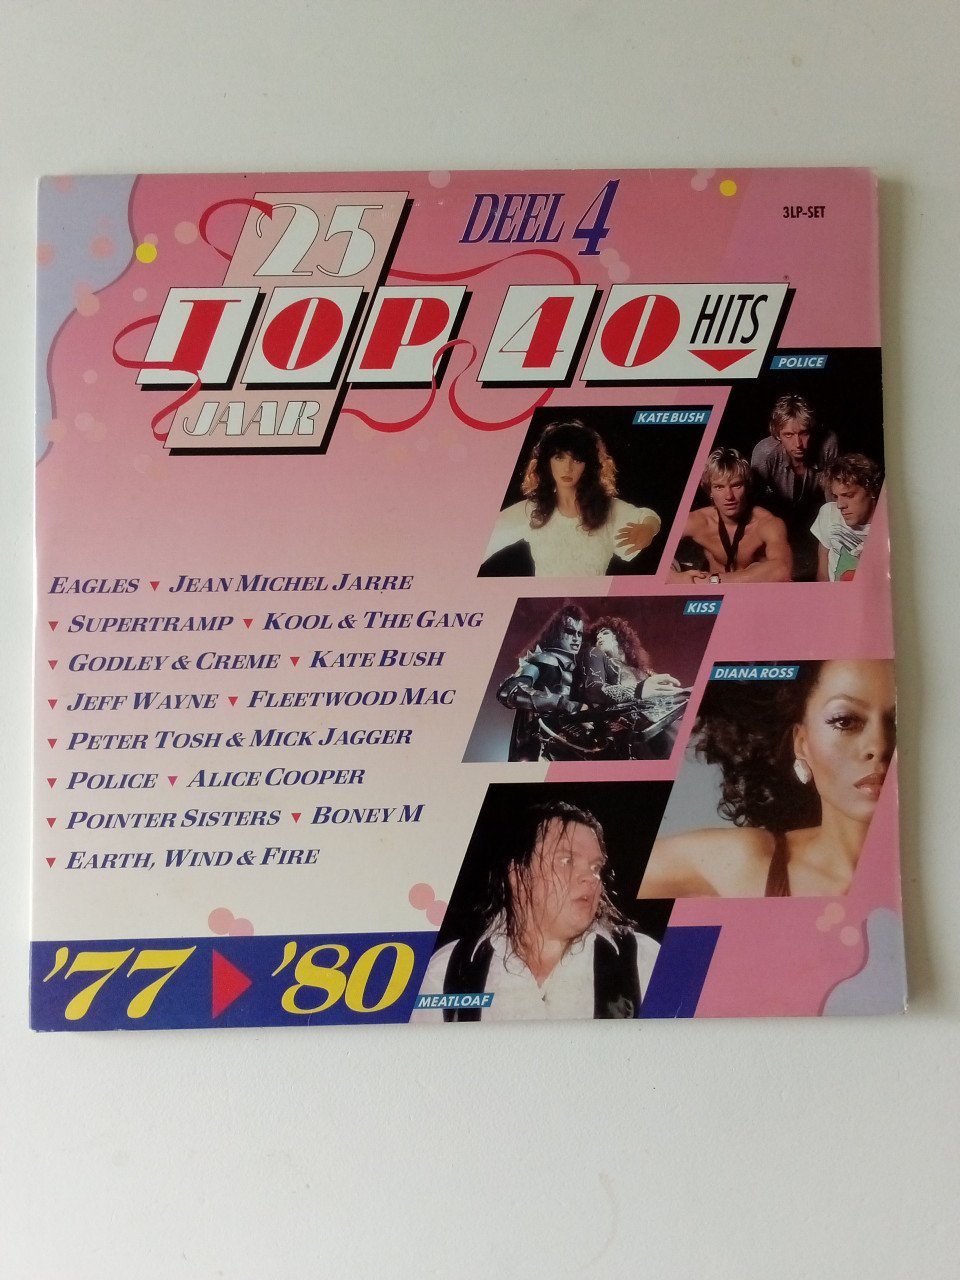 '25
DEEL 4
3LP-SET
TOP 40 HITS
®
JAAR
POLICE
KATE BUSH
EAGLES ▼ JEAN MICHEL JARRE
▼ SUPERTRAMP ▼ KOOL & THE GANG
▼ GODLEY & CREME ▼ KATE BUSH
▼ JEFF WAYNE ▼ FLEETWOOD MAC
▼ PETER TOSH & MICK JAGGER
▼ POLICE ▼ ALICE COOPER
▼ POINTER SISTERS ▼ BONEY M
▼ EARTH, WIND & FIRE
KISS
DIANA ROSS
MEATLOAF
'77 ▶ '80